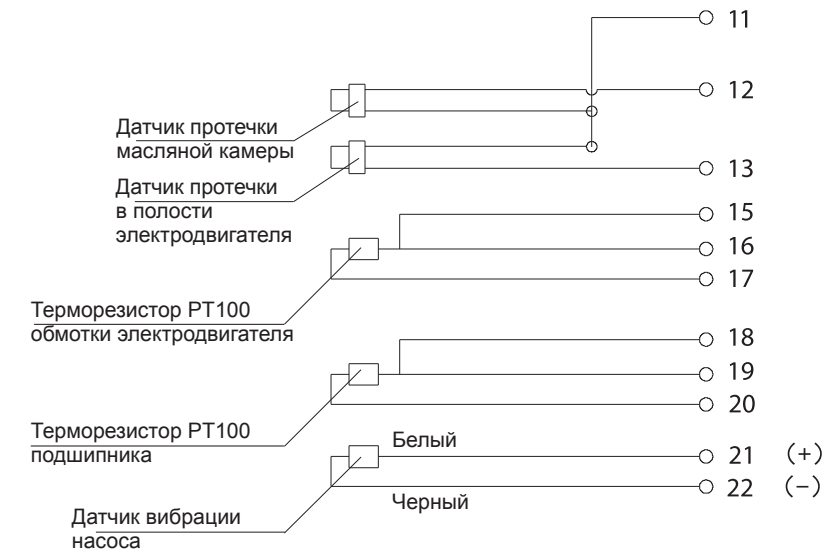 11
12
Датчик протечки
масляной камеры
13
Датчик протечки
в полости
электродвигателя
15
16
17
Терморезистор PT100
обмотки электродвигателя
18
19
20
Терморезистор PT100
подшипника
Белый
21 (+)
22 (−)
Черный
Датчик вибрации
насоса